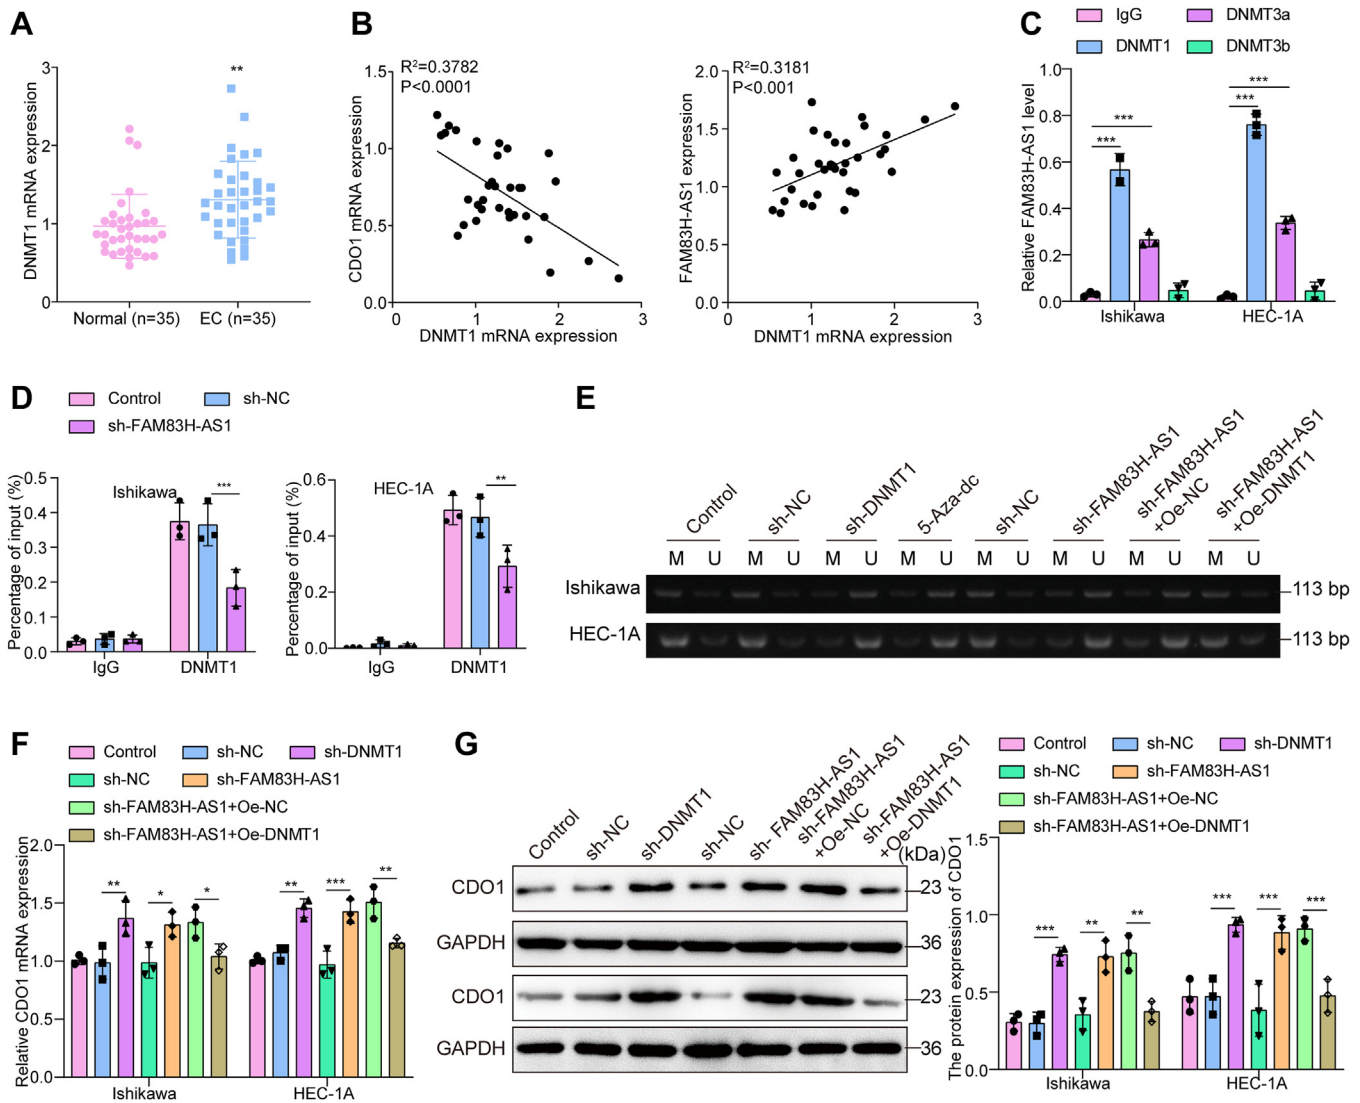 A
DNMT1 mRNA expression
3
2
1
0
**
Normal (n=35)
EC (n=35)
B
CDO1 mRNA expression
R²=0.3782
P<0.0001
1.5
1.0
0.5
0.0
0
1
2
3
DNMT1 mRNA expression
FAM83H-AS1 expression
R²=0.3181
P<0.001
2.0
1.5
1.0
0.5
0.0
0
1
2
3
DNMT1 mRNA expression
C
IgG
DNMT3a
DNMT1
DNMT3b
Relative FAM83H-AS1 level
1.0
0.8
0.6
0.4
0.2
0.0
***
***
***
***
Ishikawa
HEC-1A
D
Control
sh-NC
sh-FAM83H-AS1
Percentage of input (%)
0.5
0.4
0.3
0.2
0.1
0.0
Ishikawa
***
IgG
DNMT1
Percentage of input (%)
0.6
0.4
0.2
0.0
HEC-1A
**
IgG
DNMT1
E
Control
sh-NC
sh-DNMT1
5-Aza-dc
sh-NC
sh-FAM83H-AS1
sh-FAM83H-AS1
+Oe-NC
sh-FAM83H-AS1
+Oe-DNMT1
M U M U M U M U M U M U M U M U
Ishikawa
113 bp
HEC-1A
113 bp
F
Control
sh-NC
sh-DNMT1
sh-NC
sh-FAM83H-AS1
sh-FAM83H-AS1+Oe-NC
sh-FAM83H-AS1+Oe-DNMT1
Relative CDO1 mRNA expression
2.0
1.5
1.0
0.5
0.0
**
*
*
**
***
**
Ishikawa
HEC-1A
G
Control
sh-NC
sh-DNMT1
sh-NC
sh- FAM83H-AS1
sh-FAM83H-AS1
+Oe-NC
sh-FAM83H-AS1
+Oe-DNMT1
(kDa)
CDO1
23
GAPDH
36
CDO1
23
GAPDH
36
Control
sh-NC
sh-DNMT1
sh-NC
sh-FAM83H-AS1
sh-FAM83H-AS1+Oe-NC
sh-FAM83H-AS1+Oe-DNMT1
The protein expression of CDO1
1.5
1.0
0.5
0.0
***
**
**
***
***
***
Ishikawa
HEC-1A